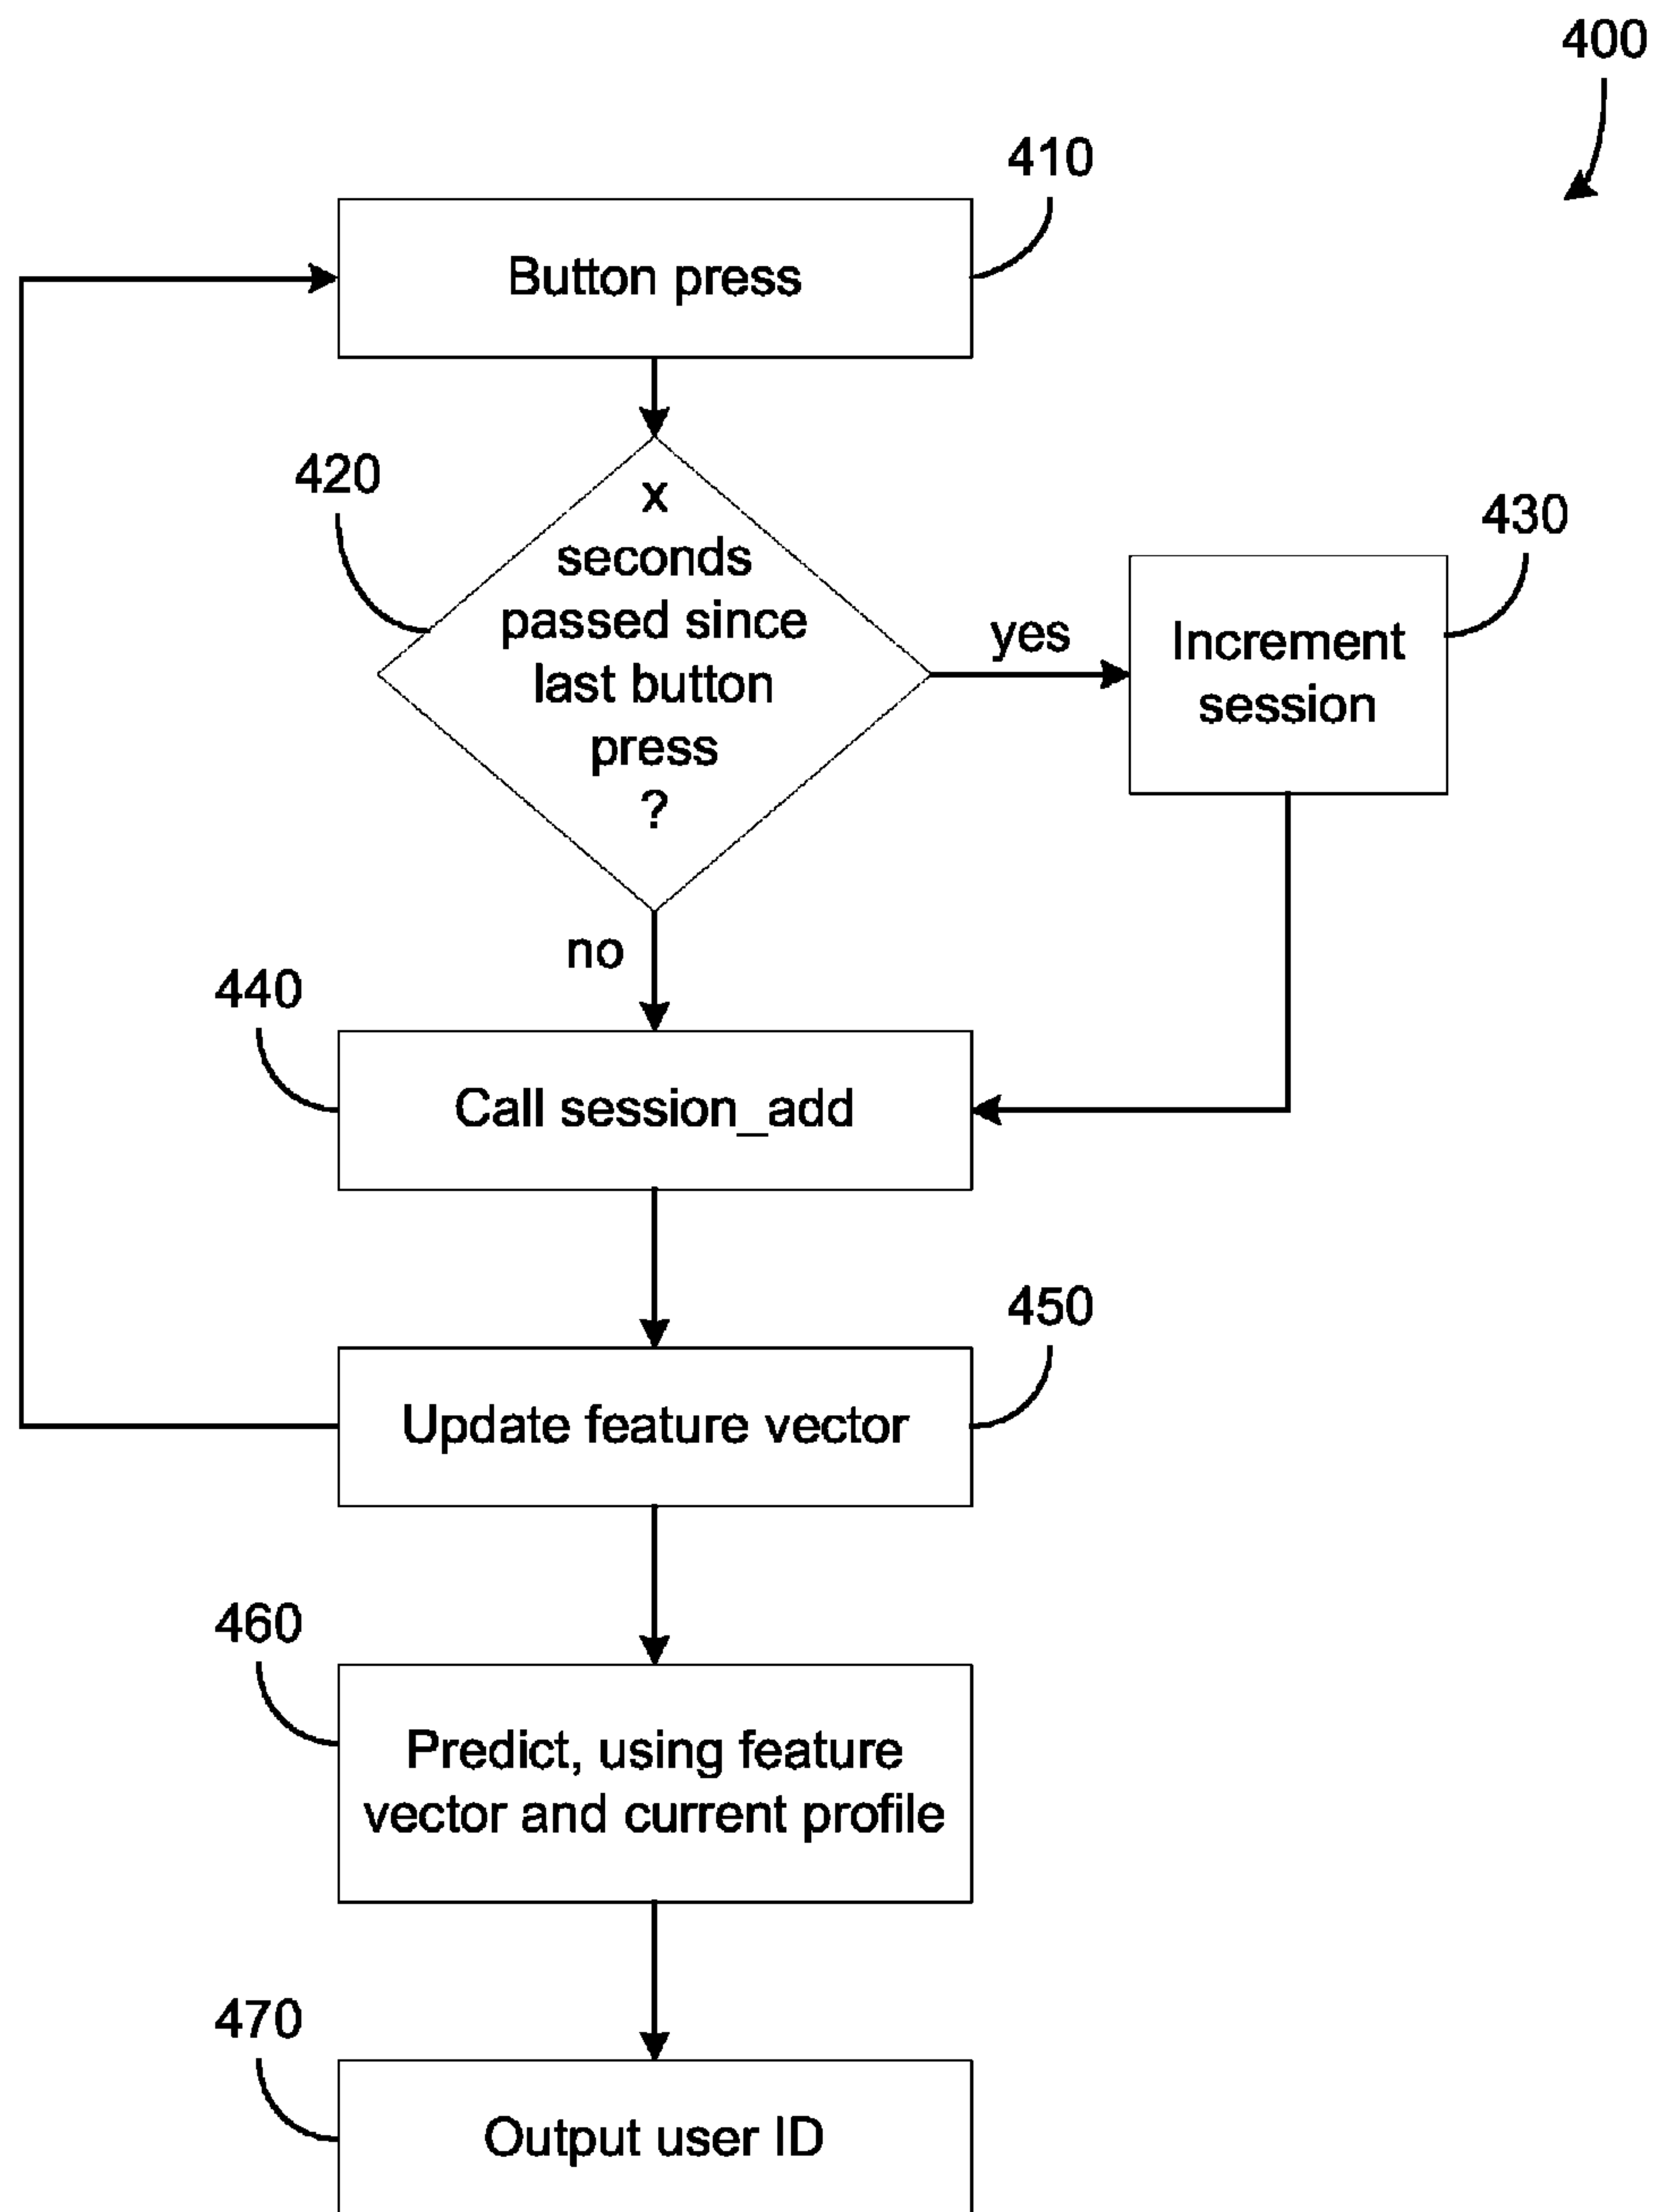 400
410
Button press
420
x
seconds
passed since
last button
press
?
yes
430
Increment
session
no
440
Call session_add
450
Update feature vector
460
Predict, using feature
vector and current profile
470
Output user ID